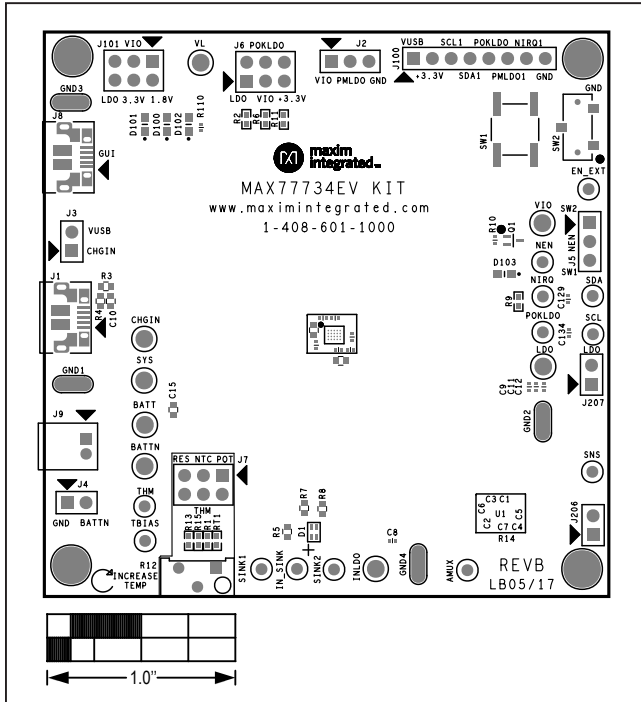 J101 VIO
LDO 3.3V 1.8V
VL
J6 POKLDO
LDO VIO +3.3V
J2
VIO PMLDO GND
J100
VUSB SCL1 POKLDO NIRQ1
+3.3V SDA1 PMLDO1 GND
GND3
J8
GUI
D101
D100
D102
R110
R2
R6
R11
SW1
SW2
GND
EN_EXT
maxim
integrated™
MAX77734EV KIT
www.maximintegrated.com
1-408-601-1000
J3
VUSB
CHGIN
J1
R3
R4
C10
GND1
VIO
R10
Q1
NEN
D103
NIRQ
R9
C129
POKLDO
C134
LDO
C9
C11
C12
GND2
SW2
J5 NEN
SW1
SDA
SCL
LDO
J207
CHGIN
SYS
BATT
C15
BATTN
J9
J4
GND BATTN
THM
TBIAS
RES NTC POT
J7
THM
R13
R15
R1
RT1
R7
R8
R5
D1
+
C8
SNS
C3 C1
C6
U1
C5
C2
C7 C4
R14
J206
R12
INCREASE
TEMP
SINK1
IN_SINK
SINK2
INLDO
GND4
AMUX
REVB
LB05/17
1.0"